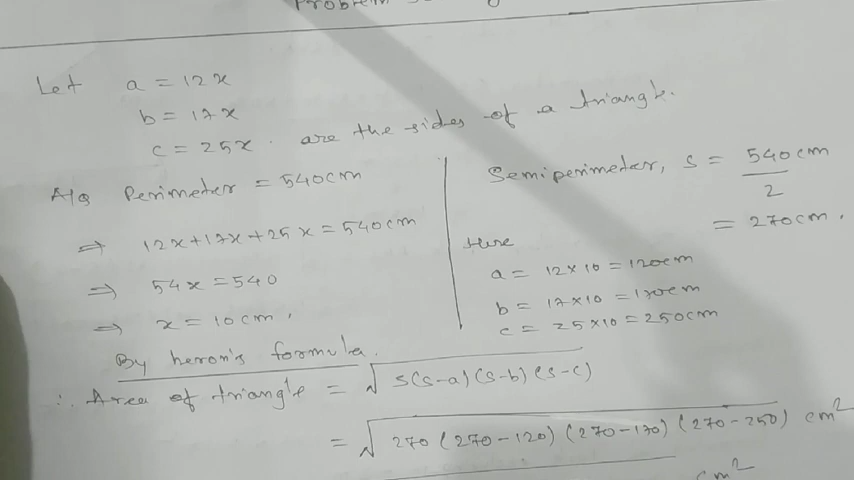 Problem
Let a = 12x
b = 17x
c = 25x. are the sides of a triangle.
A/Q Perimeter = 540cm
⇒ 12x+17x+25x = 540cm
⇒ 54x = 540
⇒ x = 10cm.
Semiperimeter, s = 540cm
2
= 270cm.
Here
a = 12×10 = 120cm
b = 17×10 = 170cm
c = 25×10 = 250cm
By heron's formula.
∴ Area of triangle = √s(s-a)(s-b)(s-c)
= √270(270-120)(270-170)(270-250) cm²
cm²